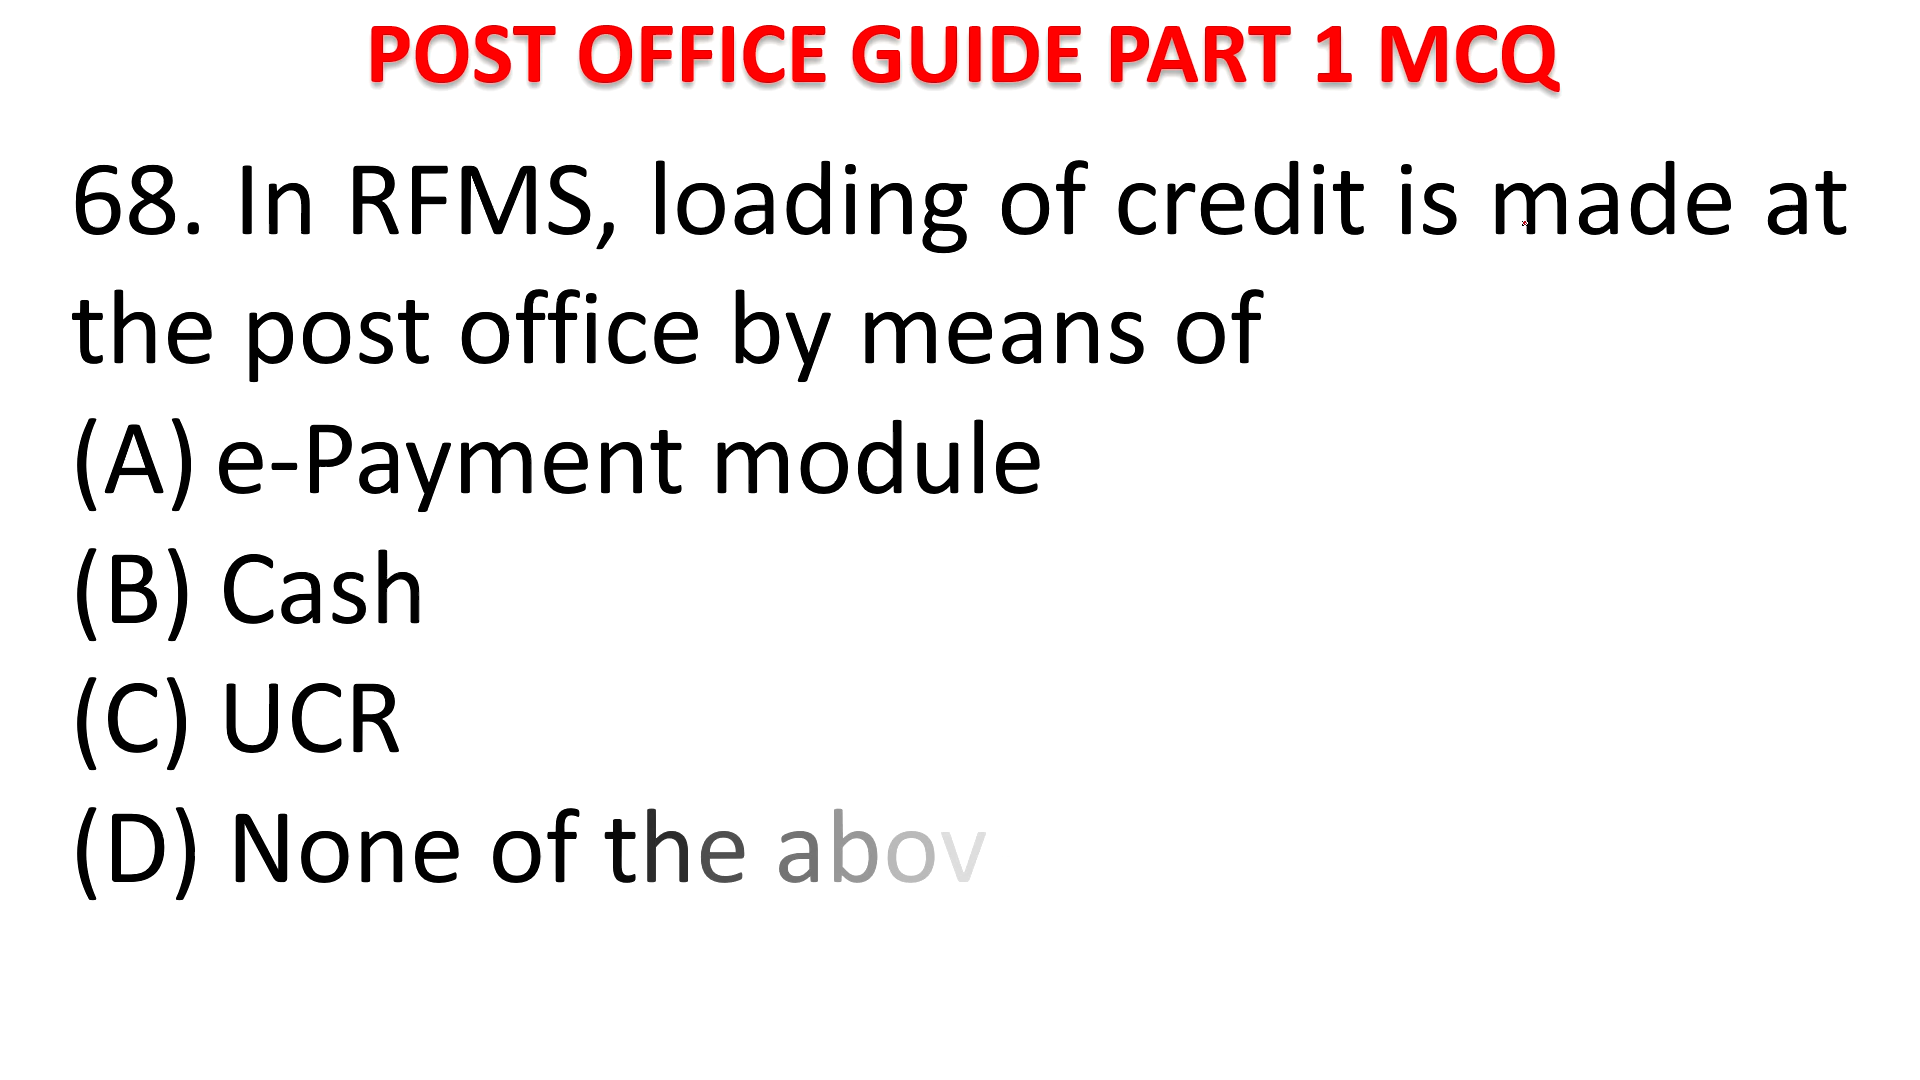 POST OFFICE GUIDE PART 1 MCQ
68. In RFMS, loading of credit is made at
the post office by means of
(A) e-Payment module
(B) Cash
(C) UCR
(D) None of the abov